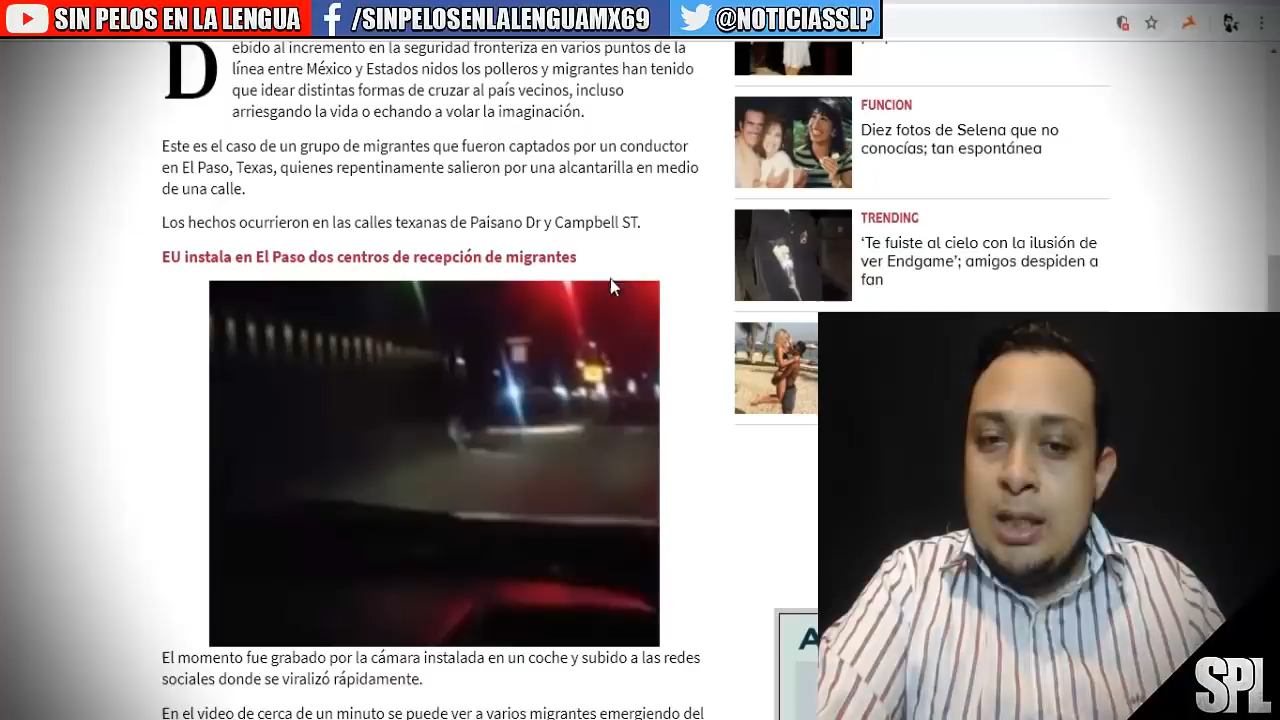 SIN PELOS EN LA LENGUA
/SINPELOSENLALENGUAMX69
@NOTICIASSLP
Debido al incremento en la seguridad fronteriza en varios puntos de la
línea entre México y Estados nidos los polleros y migrantes han tenido
que idear distintas formas de cruzar al país vecinos, incluso
arriesgando la vida o echando a volar la imaginación.
Este es el caso de un grupo de migrantes que fueron captados por un conductor
en El Paso, Texas, quienes repentinamente salieron por una alcantarilla en medio
de una calle.
Los hechos ocurrieron en las calles texanas de Paisano Dr y Campbell ST.
EU instala en El Paso dos centros de recepción de migrantes
El momento fue grabado por la cámara instalada en un coche y subido a las redes
sociales donde se viralizó rápidamente.
En el video de cerca de un minuto se puede ver a varios migrantes emergiendo del
FUNCION
Diez fotos de Selena que no
conocías; tan espontánea
TRENDING
‘Te fuiste al cielo con la ilusión de
ver Endgame’; amigos despiden a
fan
SPL